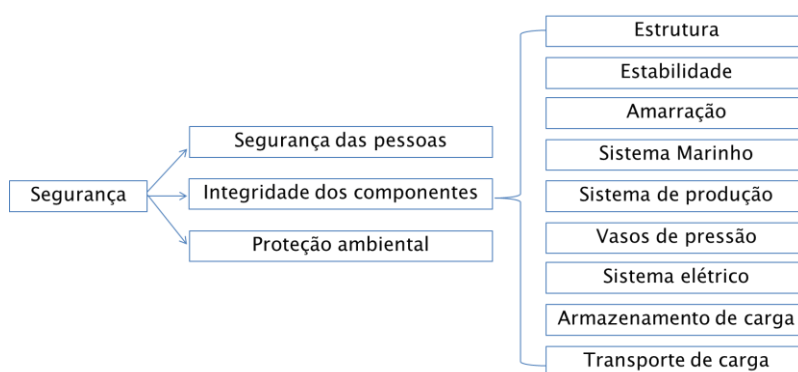 Segurança
Segurança das pessoas
Integridade dos componentes
Proteção ambiental
Estrutura
Estabilidade
Amarração
Sistema Marinho
Sistema de produção
Vasos de pressão
Sistema elétrico
Armazenamento de carga
Transporte de carga